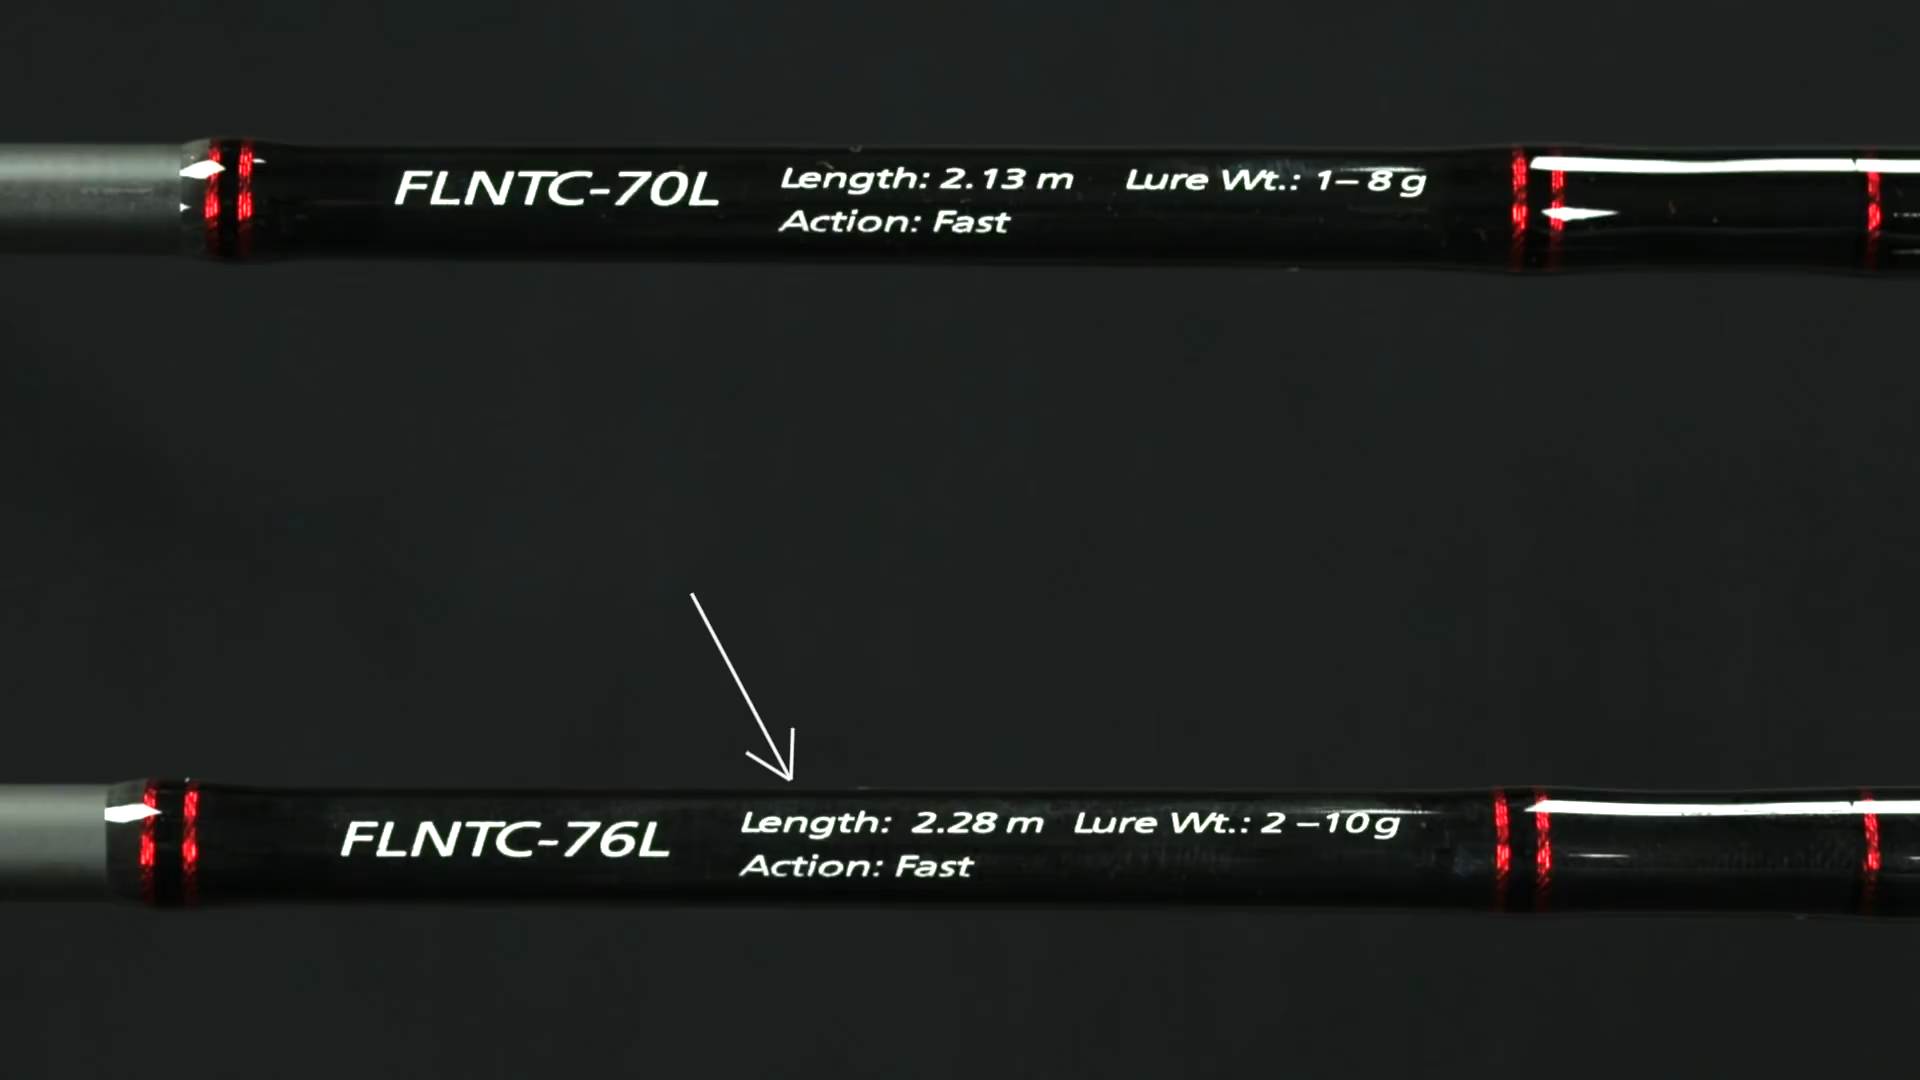 FLNTC-70L
Length: 2.13 m Lure Wt.: 1–8 g
Action: Fast
FLNTC-76L
Length: 2.28 m Lure Wt.: 2 –10 g
Action: Fast